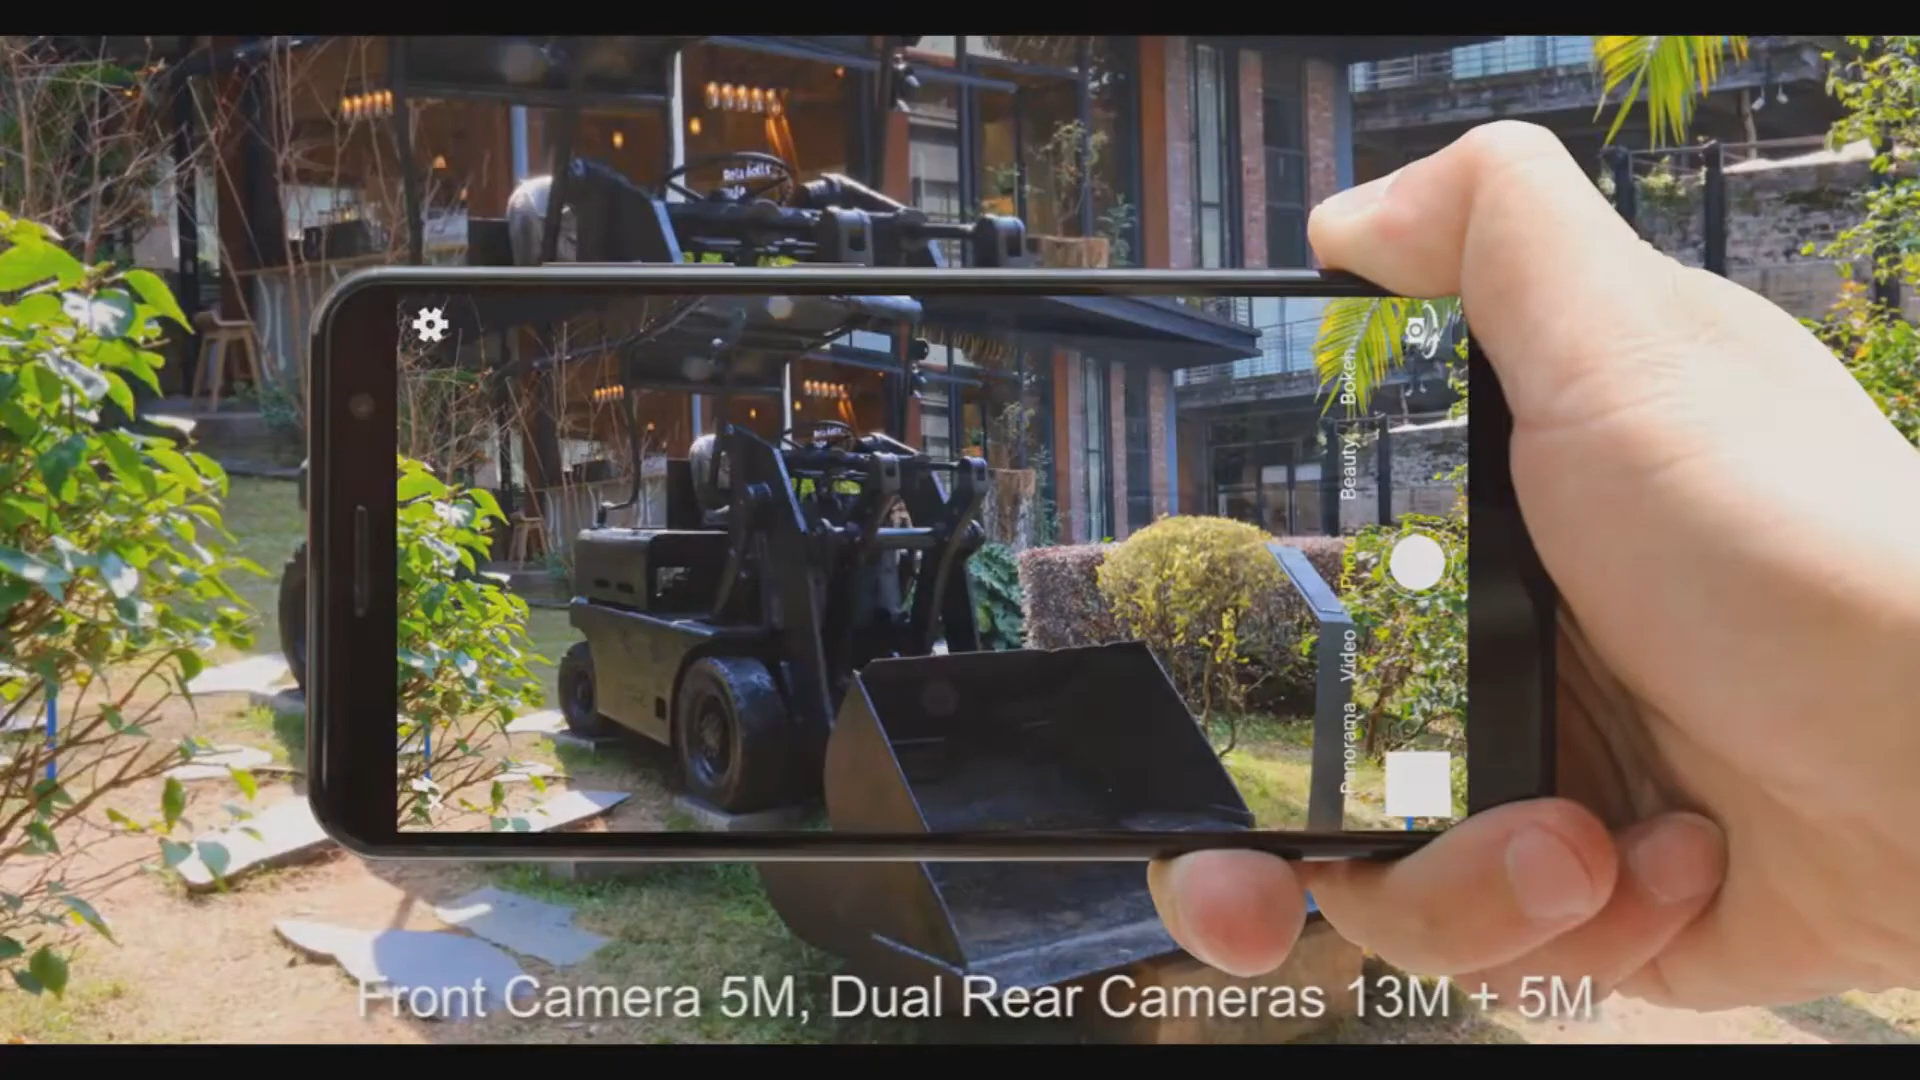 Bokeh
Beauty
Photo
Video
Panorama
Front Camera 5M, Dual Rear Cameras 13M + 5M